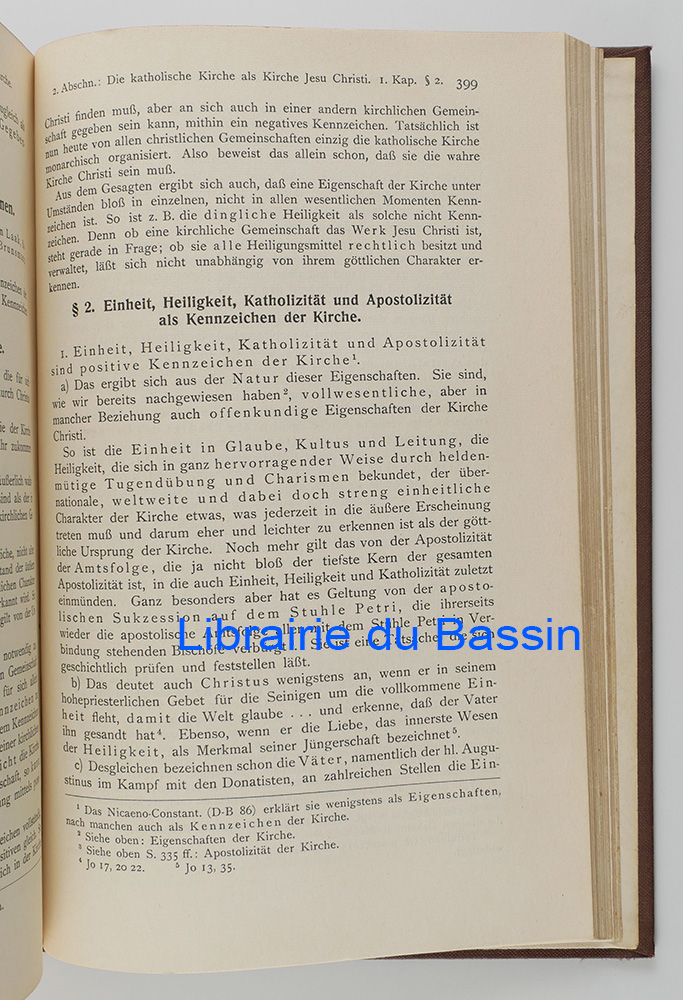 2. Abschn.: Die katholische Kirche als Kirche Jesu Christi. 1. Kap. § 2. 399
Christi finden muß, aber an sich auch in einer andern kirchlichen Gemein-
schaft gegeben sein kann, mithin ein negatives Kennzeichen. Tatsächlich ist
nun heute von allen christlichen Gemeinschaften einzig die katholische Kirche
monarchisch organisiert. Also beweist das allein schon, daß sie die wahre
Kirche Christi sein muß.
Aus dem Gesagten ergibt sich auch, daß eine Eigenschaft der Kirche unter
Umständen bloß in einzelnen, nicht in allen wesentlichen Momenten Kenn-
zeichen ist. So ist z. B. die dingliche Heiligkeit als solche nicht Kenn-
zeichen. Denn ob eine kirchliche Gemeinschaft das Werk Jesu Christi ist,
steht gerade in Frage; ob sie alle Heiligungsmittel rechtlich besitzt und
verwaltet, läßt sich nicht unabhängig von ihrem göttlichen Charakter er-
kennen.
§ 2. Einheit, Heiligkeit, Katholizität und Apostolizität
als Kennzeichen der Kirche.
1. Einheit, Heiligkeit, Katholizität und Apostolizität
sind positive Kennzeichen der Kirche¹.
a) Das ergibt sich aus der Natur dieser Eigenschaften. Sie sind,
wie wir bereits nachgewiesen haben², vollwesentliche, aber in
mancher Beziehung auch offenkundige Eigenschaften der Kirche
Christi.
So ist die Einheit in Glaube, Kultus und Leitung, die
Heiligkeit, die sich in ganz hervorragender Weise durch helden-
mütige Tugendübung und Charismen bekundet, der über-
nationale, weltweite und dabei doch streng einheitliche
Charakter der Kirche etwas, was jederzeit in die äußere Erscheinung
treten muß und darum eher und leichter zu erkennen ist als der gött-
liche Ursprung der Kirche. Noch mehr gilt das von der Apostolizität
der Amtsfolge, die ja nicht bloß der tiefste Kern der gesamten
Apostolizität ist, in die auch Einheit, Heiligkeit und Katholizität zuletzt
einmünden. Ganz besonders aber hat es Geltung von der aposto-
lischen Sukzession auf dem Stuhle Petri, die ihrerseits
wieder die apostolische Amtsfolge aller mit dem Stuhle Petri in Ver-
Librairie du Bassin
bindung stehenden Bischöfe verbürgt. Sie ist eine Tatsache, die sich
geschichtlich prüfen und feststellen läßt.
b) Das deutet auch Christus wenigstens an, wenn er in seinem
hohepriesterlichen Gebet für die Seinigen um die vollkommene Ein-
heit fleht, damit die Welt glaube . . . und erkenne, daß der Vater
ihn gesandt hat⁴. Ebenso, wenn er die Liebe, das innerste Wesen
der Heiligkeit, als Merkmal seiner Jüngerschaft bezeichnet⁵.
c) Desgleichen bezeichnen schon die Väter, namentlich der hl. Augu-
stinus im Kampf mit den Donatisten, an zahlreichen Stellen die Ein-
¹ Das Nicaeno-Constant. (D-B 86) erklärt sie wenigstens als Eigenschaften,
nach manchen auch als Kennzeichen der Kirche.
² Siehe oben: Eigenschaften der Kirche.
³ Siehe oben S. 335 ff.: Apostolizität der Kirche.
⁴ Jo 17, 20 22. ⁵ Jo 13, 35.